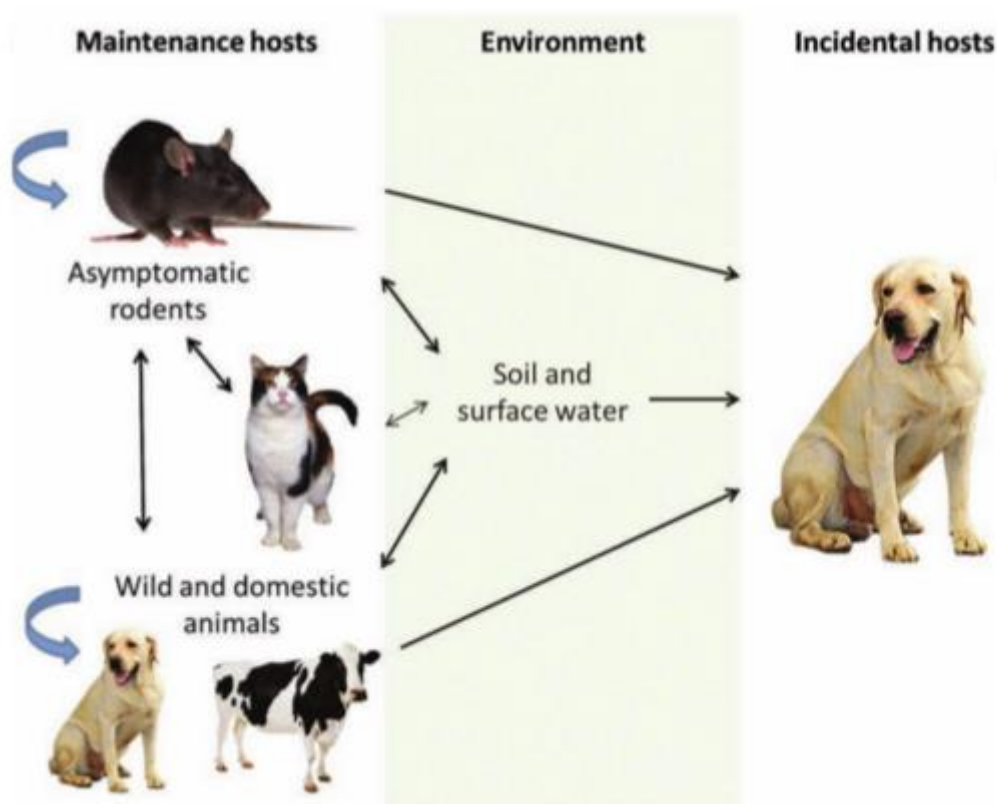 Maintenance hosts
Environment
Incidental hosts
Asymptomatic
rodents
Soil and
surface water
Wild and domestic
animals